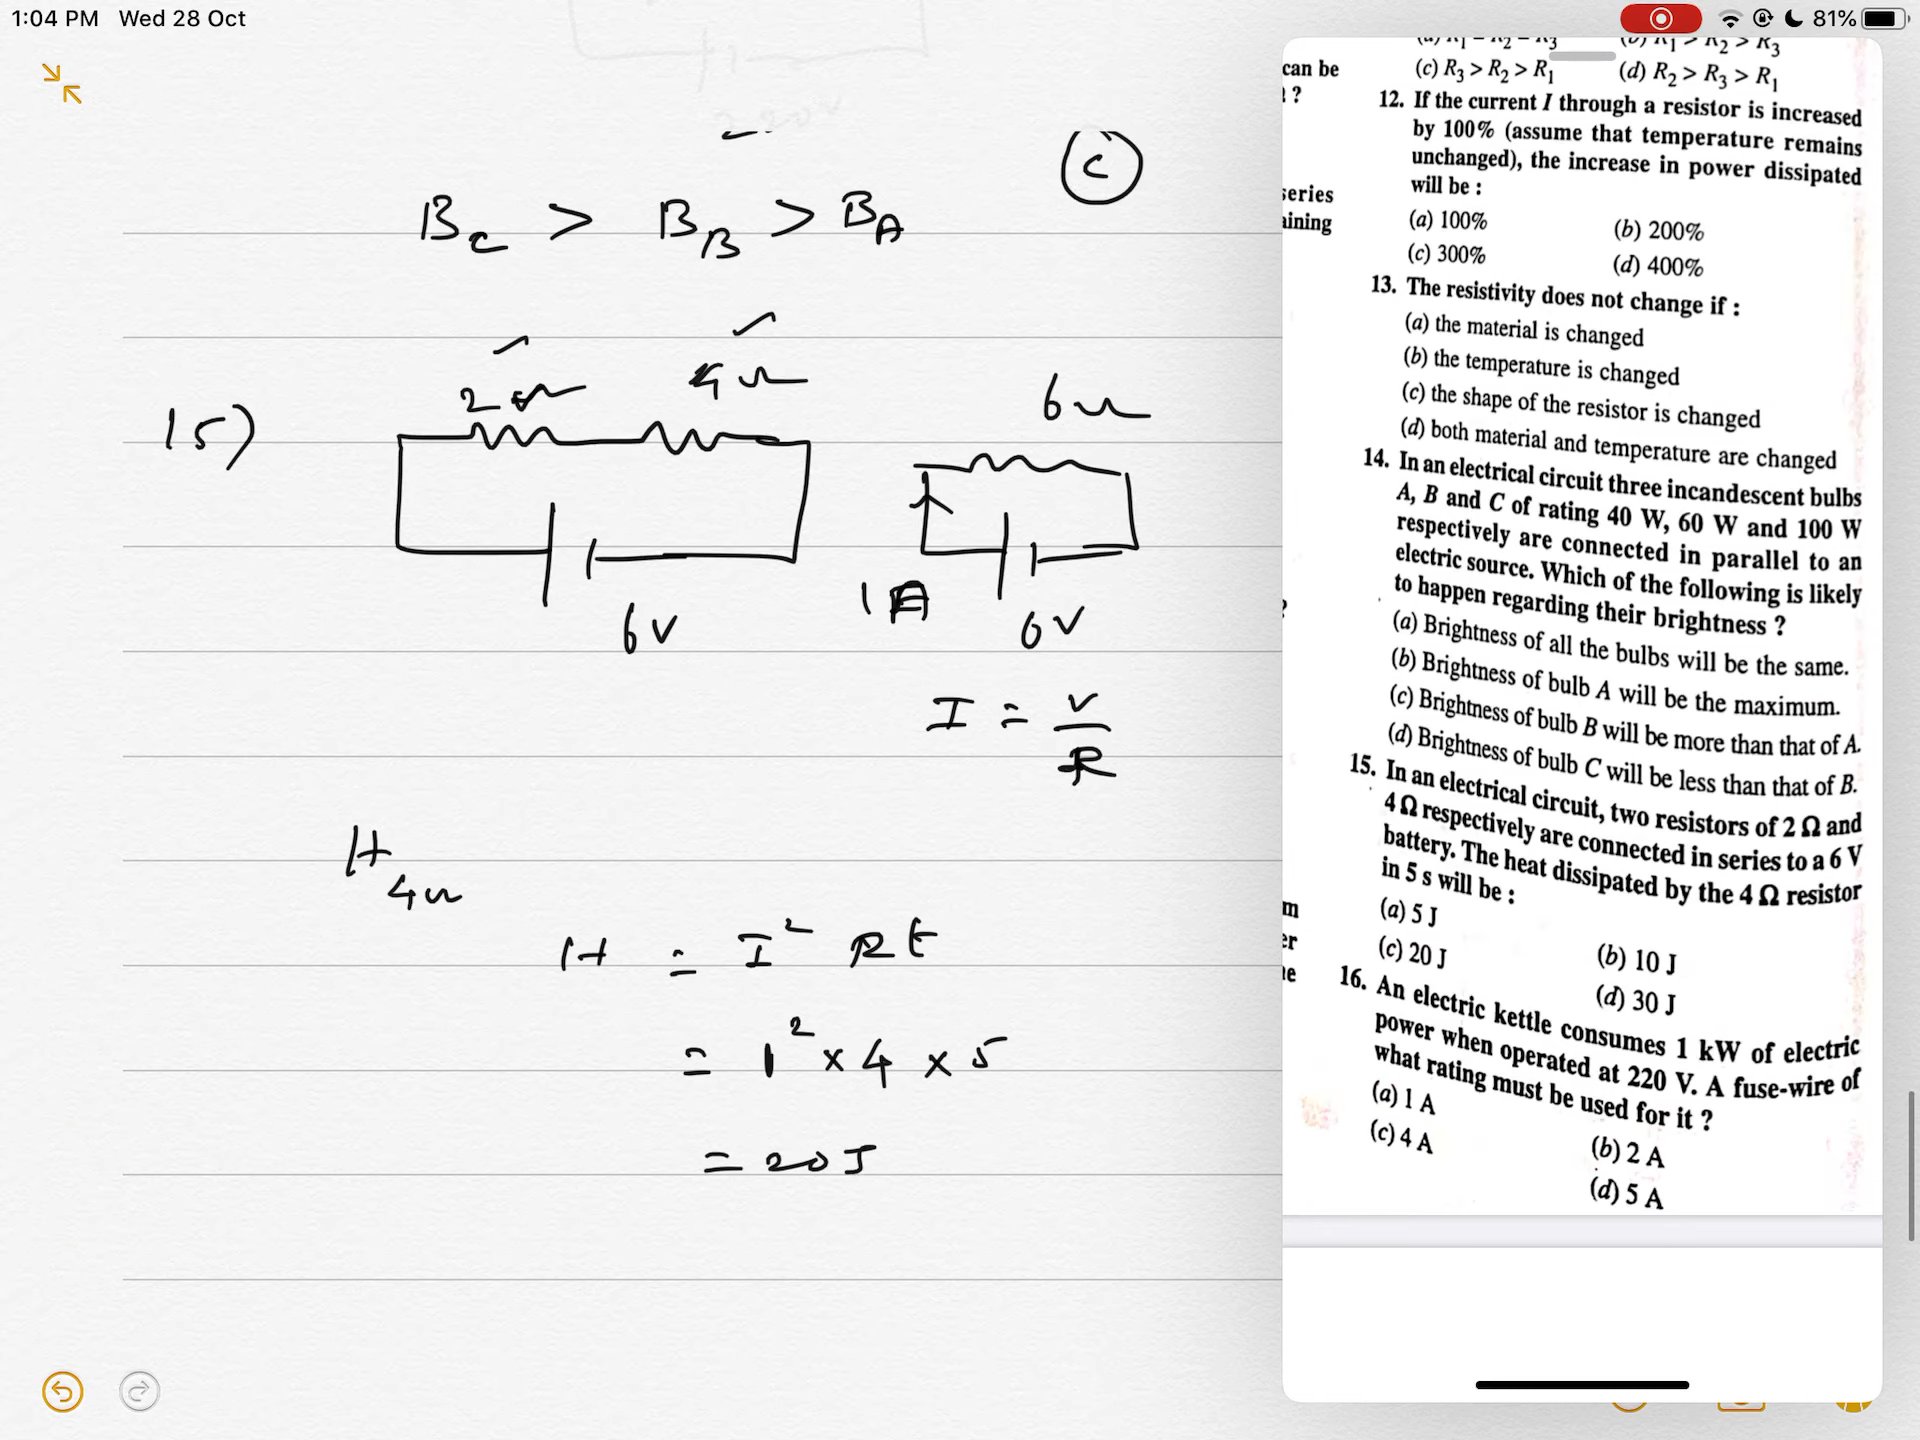 1:04 PM Wed 28 Oct
81%
C
B_C > B_B > B_A
15)
2Ω
4Ω
6Ω
6V
1A
6V
I = V/R
H 4Ω
H = I² R t
= 1² × 4 × 5
= 20 J
can be
?
series
aining
m
er
ne
(c) R₃ > R₂ > R₁ (d) R₂ > R₃ > R₁
12. If the current I through a resistor is increased
by 100% (assume that temperature remains
unchanged), the increase in power dissipated
will be :
(a) 100% (b) 200%
(c) 300% (d) 400%
13. The resistivity does not change if :
(a) the material is changed
(b) the temperature is changed
(c) the shape of the resistor is changed
(d) both material and temperature are changed
14. In an electrical circuit three incandescent bulbs
A, B and C of rating 40 W, 60 W and 100 W
respectively are connected in parallel to an
electric source. Which of the following is likely
to happen regarding their brightness ?
(a) Brightness of all the bulbs will be the same.
(b) Brightness of bulb A will be the maximum.
(c) Brightness of bulb B will be more than that of A.
(d) Brightness of bulb C will be less than that of B.
15. In an electrical circuit, two resistors of 2 Ω and
4 Ω respectively are connected in series to a 6 V
battery. The heat dissipated by the 4 Ω resistor
in 5 s will be :
(a) 5 J (b) 10 J
(c) 20 J (d) 30 J
16. An electric kettle consumes 1 kW of electric
power when operated at 220 V. A fuse-wire of
what rating must be used for it ?
(a) 1 A (b) 2 A
(c) 4 A (d) 5 A